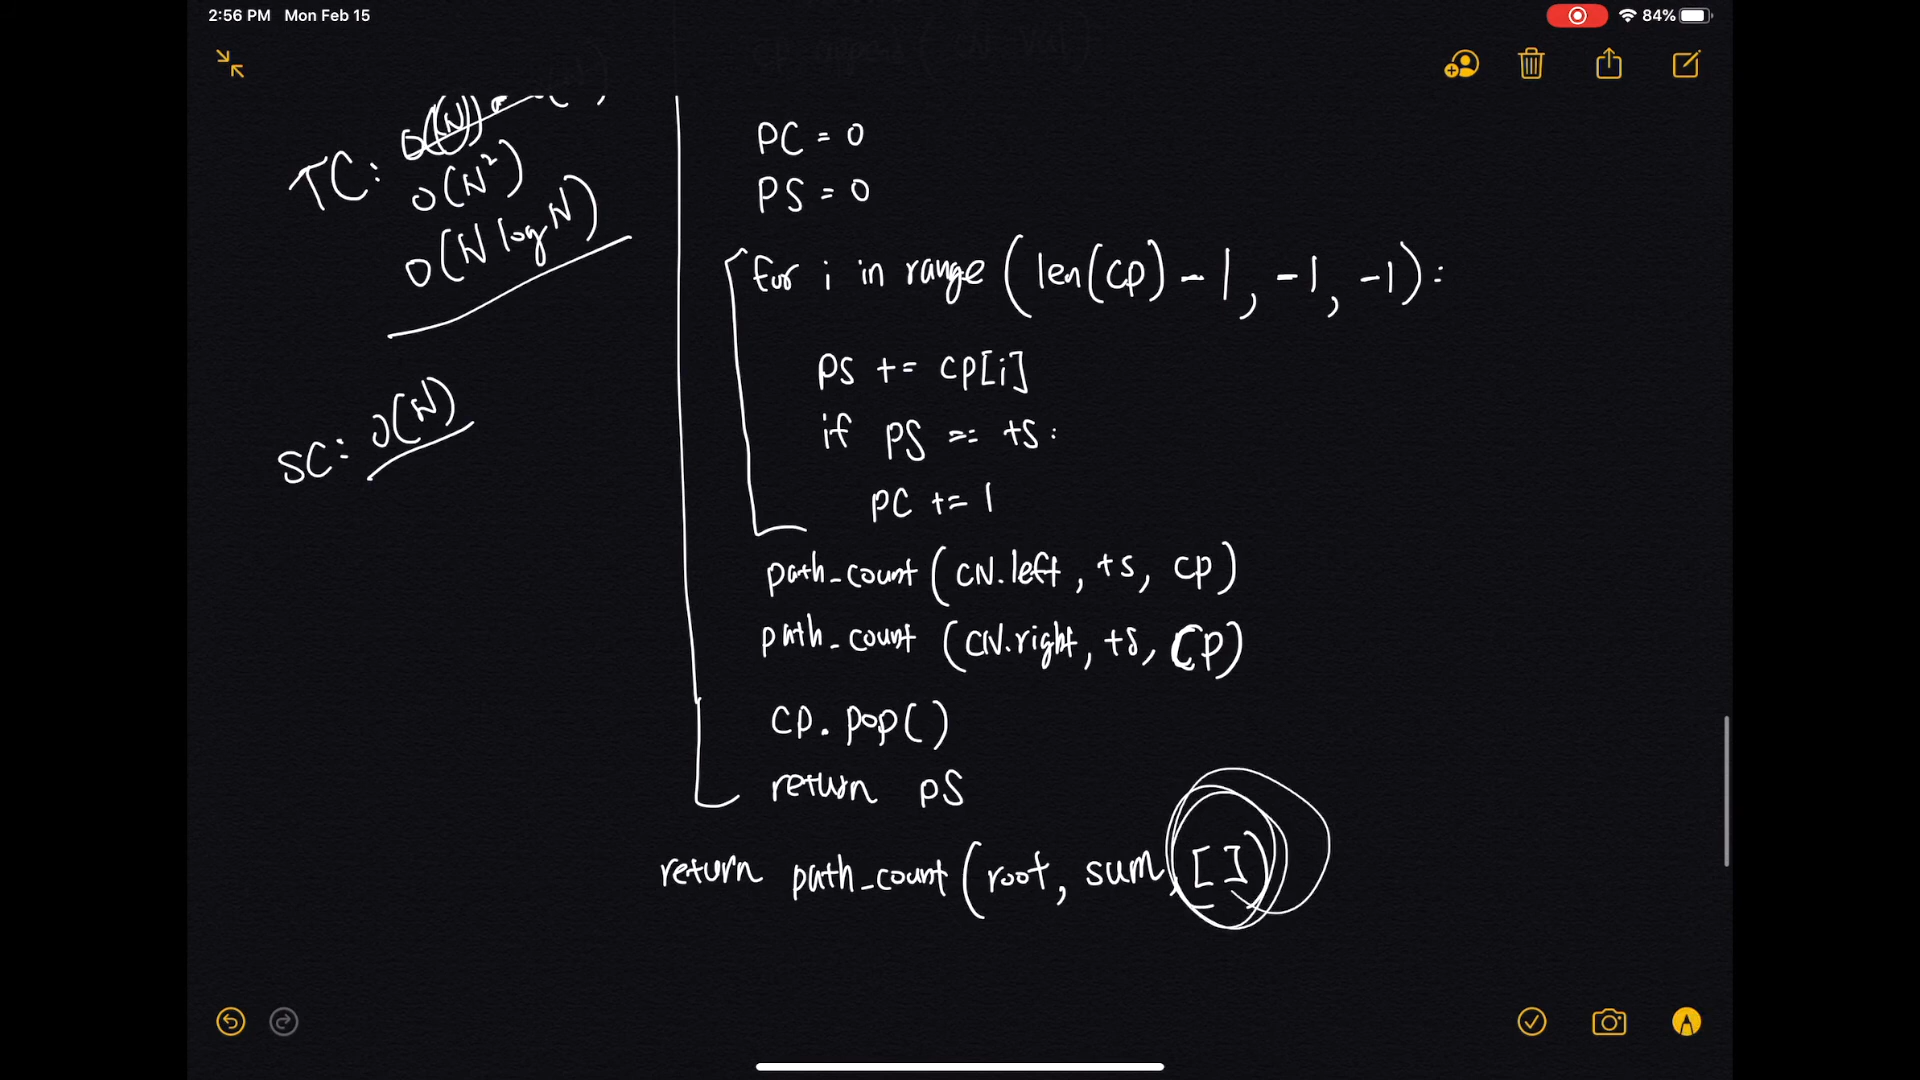 2:56 PM Mon Feb 15
84%
TC: O(N)
O(N²)
O(N log N)
SC: O(N)
PC = 0
PS = 0
for i in range (len(CP) - 1, -1, -1):
PS += CP[i]
if PS == ts:
PC += 1
path_count (CN.left, ts, CP)
path_count (CN.right, ts, CP)
CP.pop()
return PS
return path_count (root, sum, [])